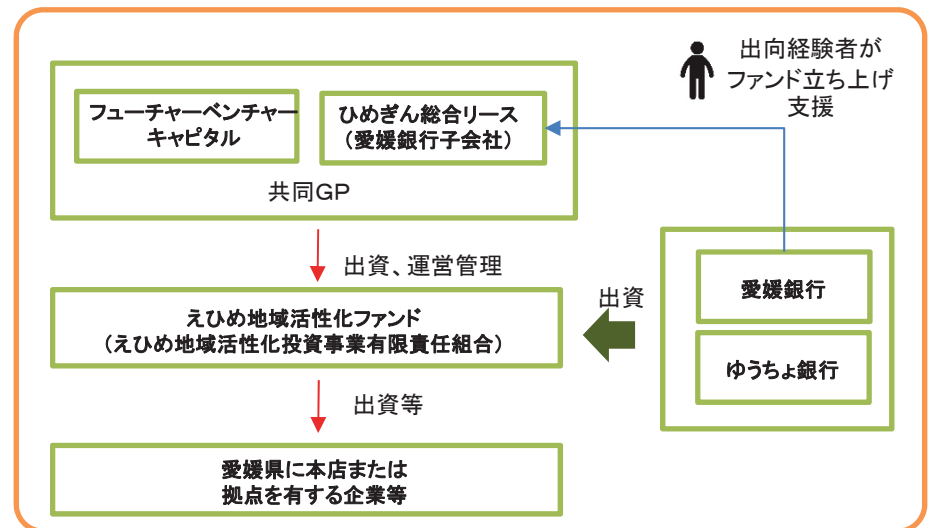 出向経験者が
ファンド立ち上げ
支援
フューチャーベンチャー
キャピタル
ひめぎん総合リース
（愛媛銀行子会社）
共同GP
出資、運営管理
えひめ地域活性化ファンド
（えひめ地域活性化投資事業有限責任組合）
出資
愛媛銀行
ゆうちょ銀行
出資等
愛媛県に本店または
拠点を有する企業等